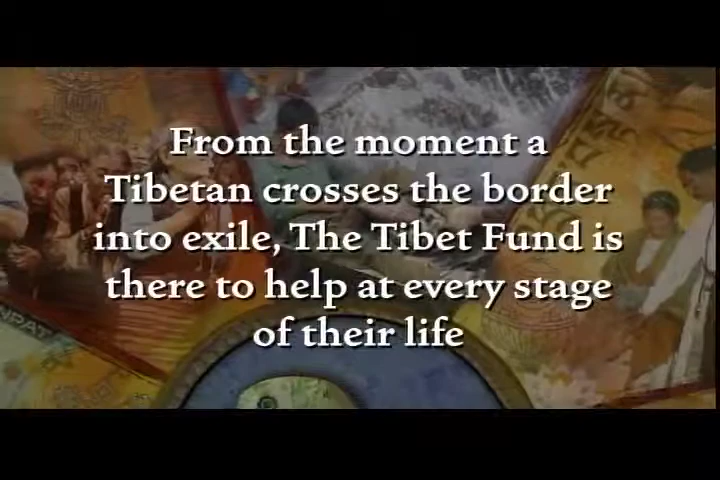 From the moment a
Tibetan crosses the border
into exile, The Tibet Fund is
there to help at every stage
of their life